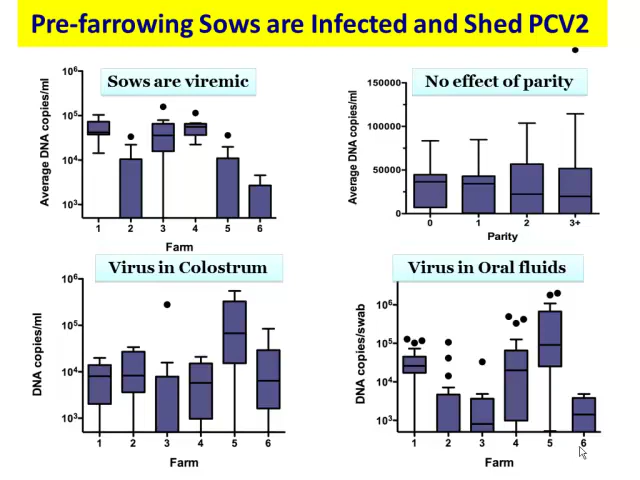 Pre-farrowing Sows are Infected and Shed PCV2
Sows are viremic
Average DNA copies/ml
10⁶
10⁵
10⁴
10³
1 2 3 4 5 6
Farm
No effect of parity
Average DNA copies/ml
150000
100000
50000
0
0 1 2 3+
Parity
Virus in Colostrum
DNA copies/ml
10⁶
10⁵
10⁴
10³
1 2 3 4 5 6
Farm
Virus in Oral fluids
DNA copies/swab
10⁶
10⁵
10⁴
10³
1 2 3 4 5 6
Farm